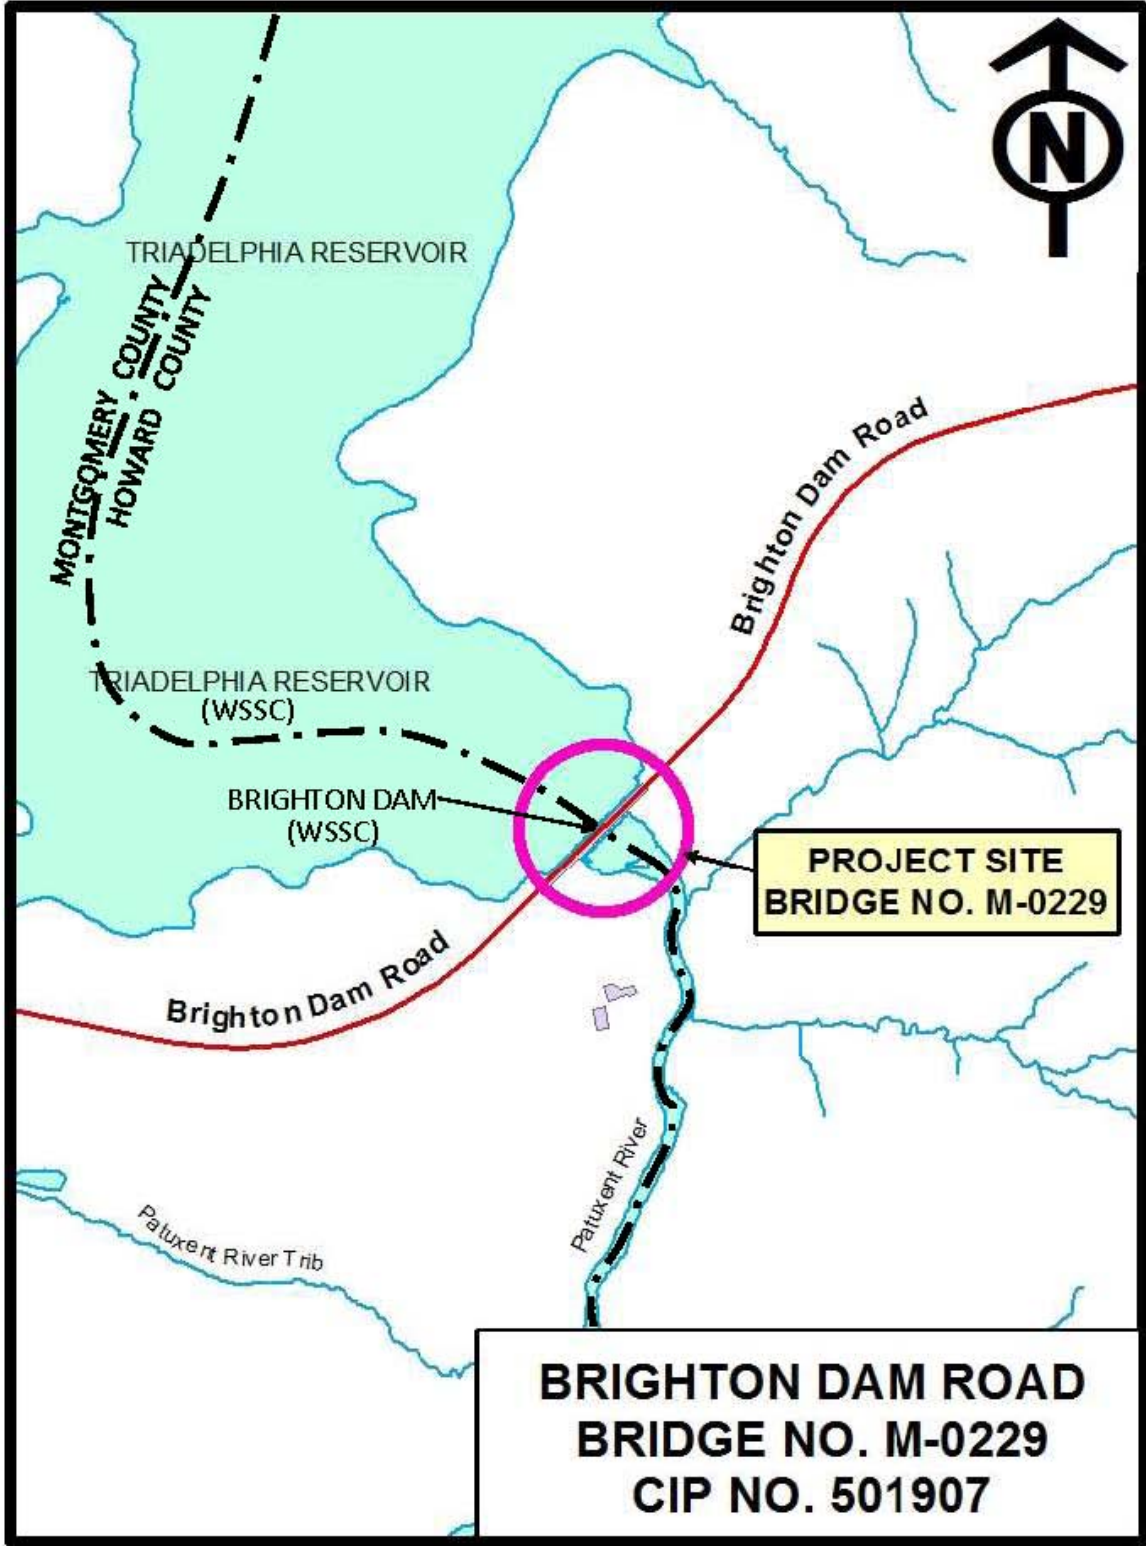 N
TRIADELPHIA RESERVOIR
MONTGOMERY COUNTY
HOWARD COUNTY
Brighton Dam Road
TRIADELPHIA RESERVOIR
(WSSC)
BRIGHTON DAM
(WSSC)
PROJECT SITE
BRIDGE NO. M-0229
Brighton Dam Road
Patuxent River
Patuxent River Trib
BRIGHTON DAM ROAD
BRIDGE NO. M-0229
CIP NO. 501907